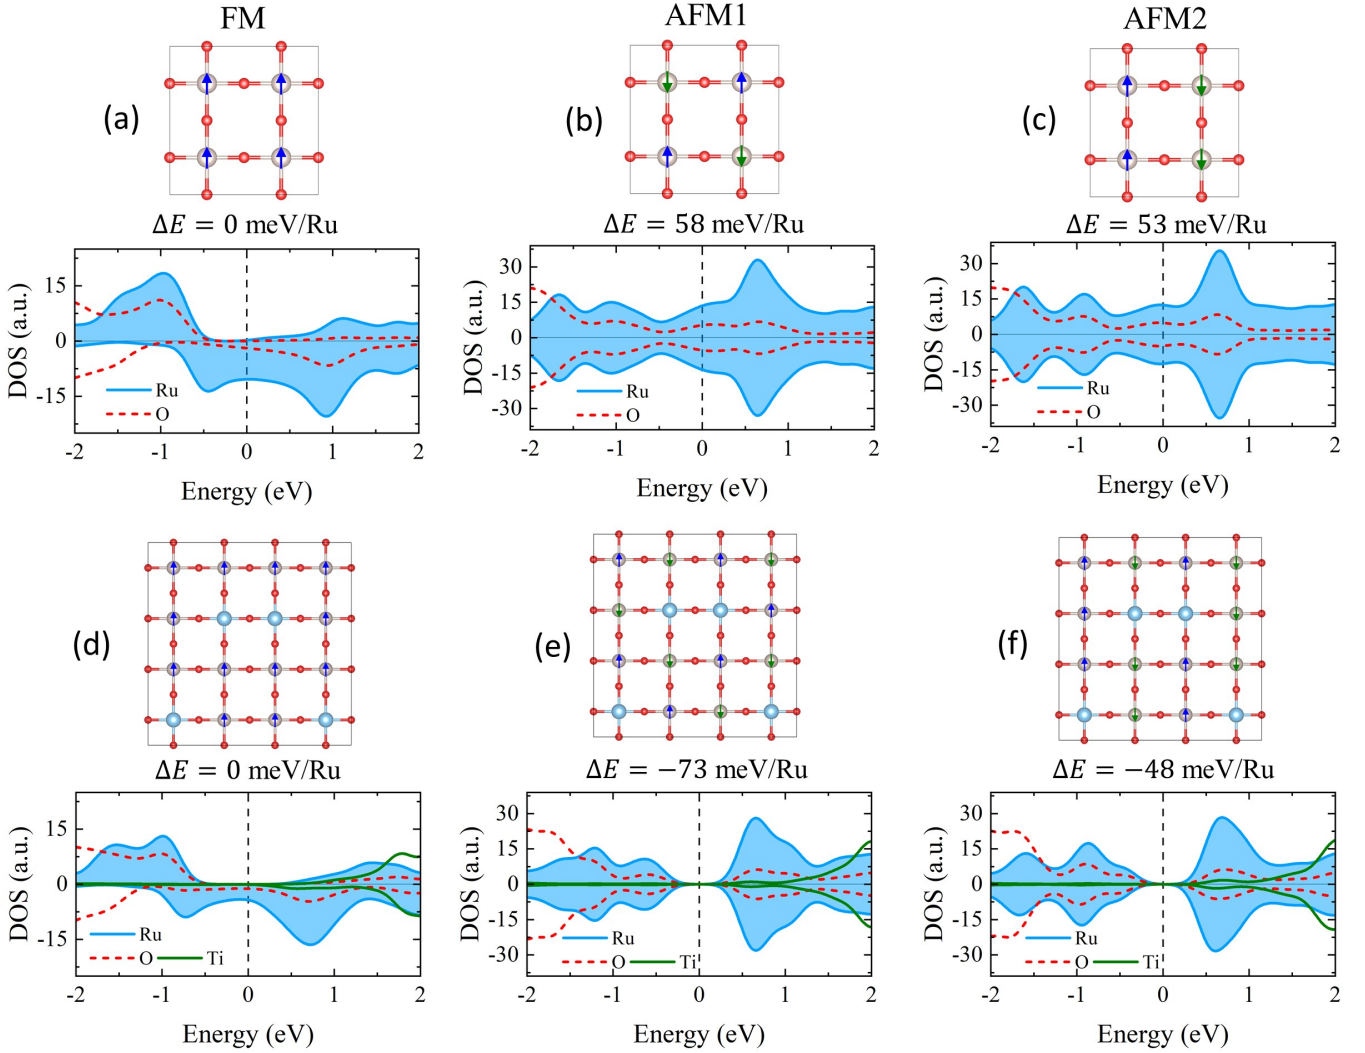 FM
AFM1
AFM2
(a)
(b)
(c)
ΔE = 0 meV/Ru
ΔE = 58 meV/Ru
ΔE = 53 meV/Ru
DOS (a.u.)
15
0
-15
Ru
O
-2 -1 0 1 2
Energy (eV)
DOS (a.u.)
30
15
0
-15
-30
Ru
O
-2 -1 0 1 2
Energy (eV)
DOS (a.u.)
30
15
0
-15
-30
Ru
O
-2 -1 0 1 2
Energy (eV)
(d)
(e)
(f)
ΔE = 0 meV/Ru
ΔE = −73 meV/Ru
ΔE = −48 meV/Ru
DOS (a.u.)
15
0
-15
Ru
O Ti
-2 -1 0 1 2
Energy (eV)
DOS (a.u.)
30
15
0
-15
-30
Ru
O Ti
-2 -1 0 1 2
Energy (eV)
DOS (a.u.)
30
15
0
-15
-30
Ru
O Ti
-2 -1 0 1 2
Energy (eV)